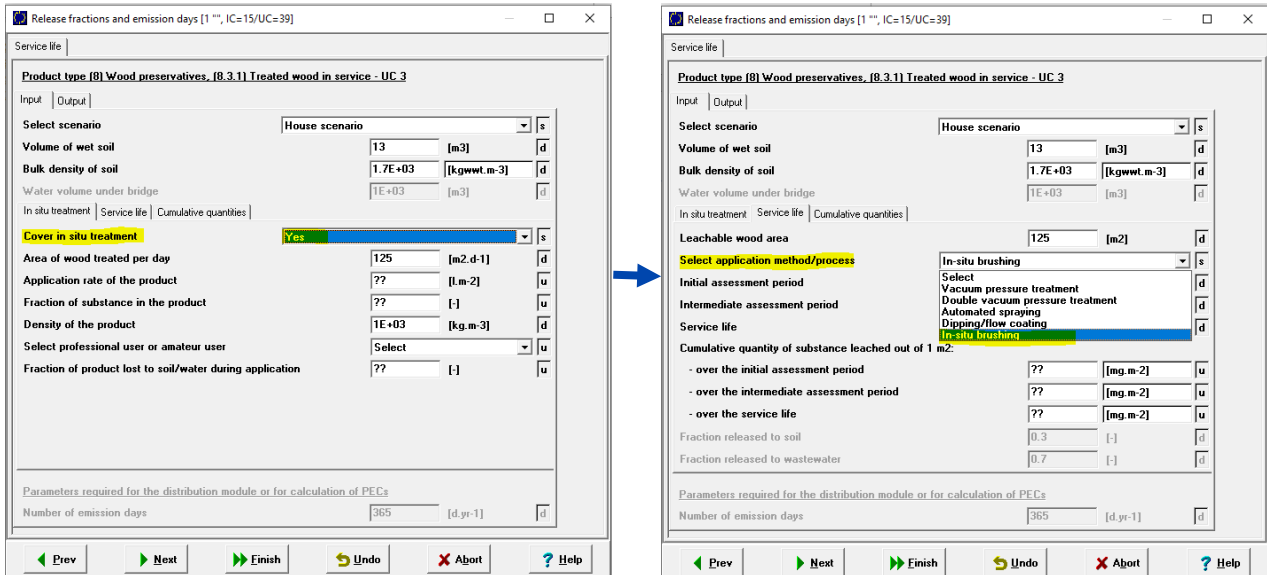 Release fractions and emission days [1 "", IC=15/UC=39]
Service life
Product type (8) Wood preservatives, (8.3.1) Treated wood in service - UC 3
Input Output
Select scenario House scenario s
Volume of wet soil 13 [m3] d
Bulk density of soil 1.7E+03 [kgwwt.m-3] d
Water volume under bridge 1E+03 [m3] d
In situ treatment Service life Cumulative quantities
Cover in situ treatment Yes s
Area of wood treated per day 125 [m2.d-1] d
Application rate of the product ?? [l.m-2] u
Fraction of substance in the product ?? [-] u
Density of the product 1E+03 [kg.m-3] d
Select professional user or amateur user Select u
Fraction of product lost to soil/water during application ?? [-] u
Parameters required for the distribution module or for calculation of PECs
Number of emission days 365 [d.yr-1] d
Prev Next Finish Undo Abort ? Help
Release fractions and emission days [1 "", IC=15/UC=39]
Service life
Product type (8) Wood preservatives, (8.3.1) Treated wood in service - UC 3
Input Output
Select scenario House scenario s
Volume of wet soil 13 [m3] d
Bulk density of soil 1.7E+03 [kgwwt.m-3] d
Water volume under bridge 1E+03 [m3] d
In situ treatment Service life Cumulative quantities
Leachable wood area 125 [m2] d
Select application method/process In-situ brushing s
Select
Initial assessment period Vacuum pressure treatment d
Double vacuum pressure treatment
Intermediate assessment period Automated spraying d
Dipping/flow coating
Service life In-situ brushing d
Cumulative quantity of substance leached out of 1 m2:
- over the initial assessment period ?? [mg.m-2] u
- over the intermediate assessment period ?? [mg.m-2] u
- over the service life ?? [mg.m-2] u
Fraction released to soil 0.3 [-] d
Fraction released to wastewater 0.7 [-] d
Parameters required for the distribution module or for calculation of PECs
Number of emission days 365 [d.yr-1] d
Prev Next Finish Undo Abort ? Help